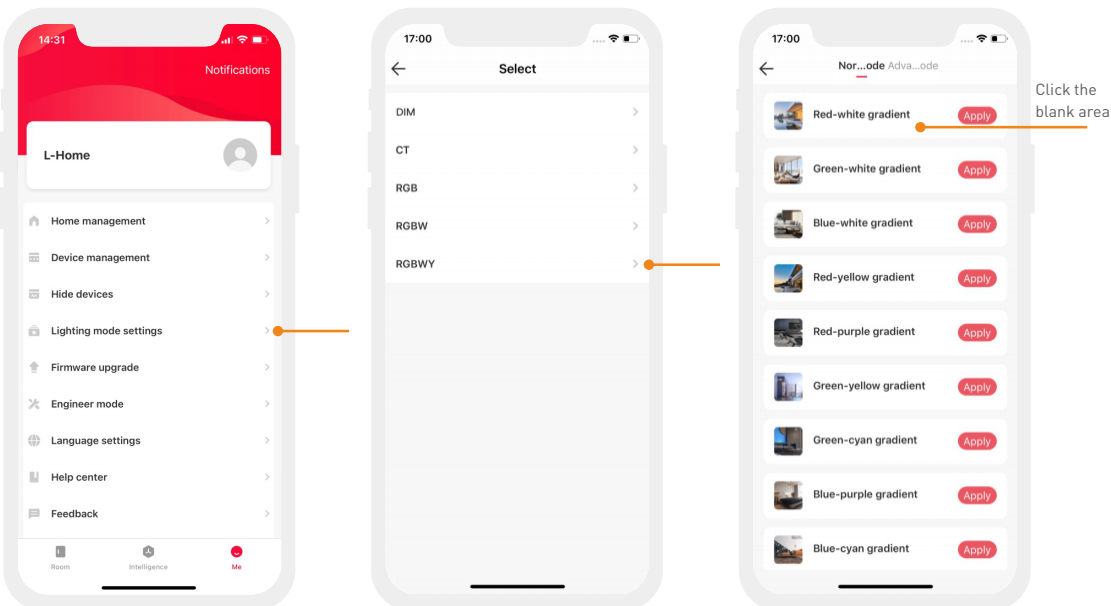 14:31
Notifications
L-Home
Home management
Device management
Hide devices
Lighting mode settings
Firmware upgrade
Engineer mode
Language settings
Help center
Feedback
Room
Intelligence
Me
17:00
Select
DIM
CT
RGB
RGBW
RGBWY
17:00
Nor...ode Adva...ode
Red-white gradient Apply
Green-white gradient Apply
Blue-white gradient Apply
Red-yellow gradient Apply
Red-purple gradient Apply
Green-yellow gradient Apply
Green-cyan gradient Apply
Blue-purple gradient Apply
Blue-cyan gradient Apply
Click the
blank area